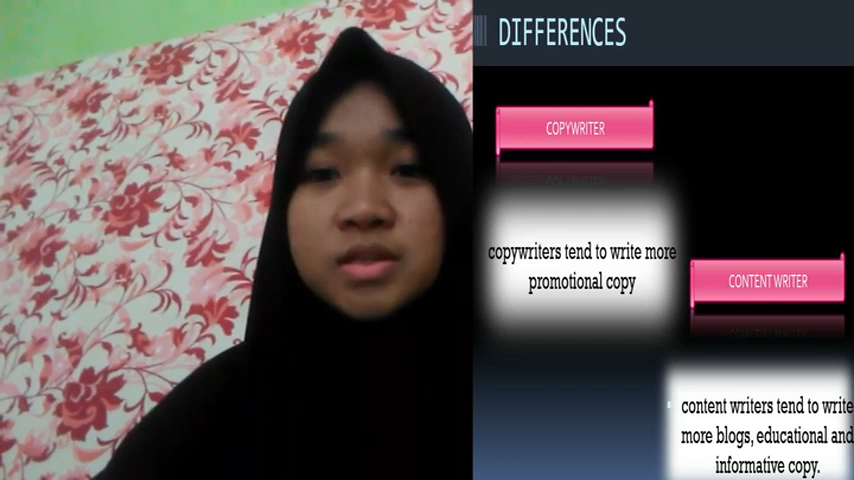 DIFFERENCES
COPYWRITER
copywriters tend to write more
promotional copy
CONTENT WRITER
content writers tend to write
more blogs, educational and
informative copy.